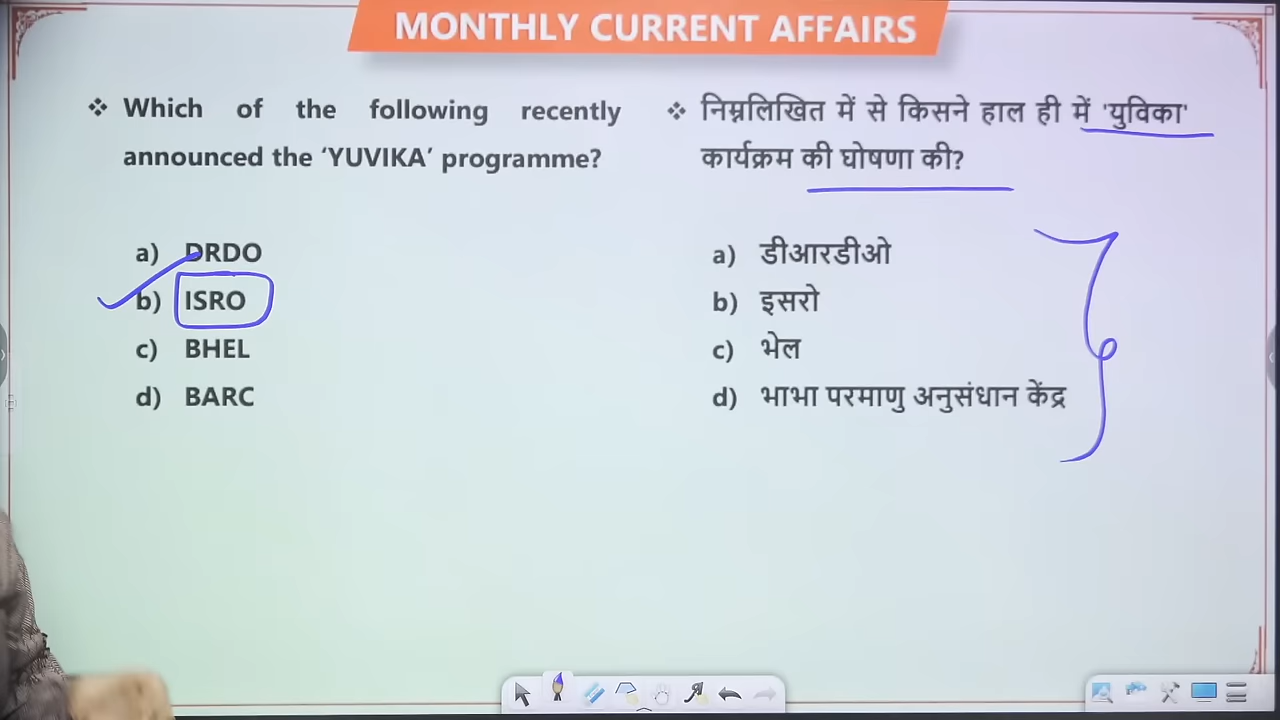 MONTHLY CURRENT AFFAIRS
❖ Which of the following recently
announced the ‘YUVIKA’ programme?
a) DRDO
b) ISRO
c) BHEL
d) BARC
❖ निम्नलिखित में से किसने हाल ही में 'युविका'
कार्यक्रम की घोषणा की?
a) डीआरडीओ
b) इसरो
c) भेल
d) भाभा परमाणु अनुसंधान केंद्र